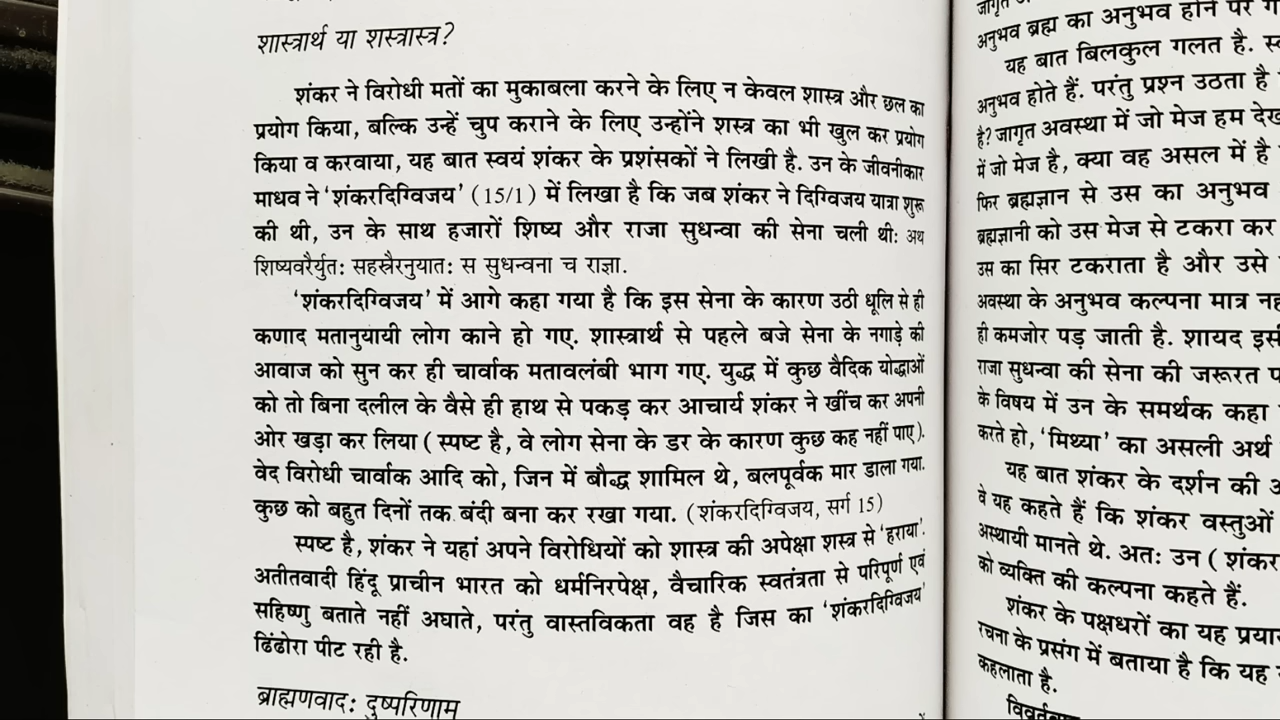 शास्त्रार्थ या शस्त्रास्त्र?
शंकर ने विरोधी मतों का मुकाबला करने के लिए न केवल शास्त्र और छल का
प्रयोग किया, बल्कि उन्हें चुप कराने के लिए उन्होंने शस्त्र का भी खुल कर प्रयोग
किया व करवाया, यह बात स्वयं शंकर के प्रशंसकों ने लिखी है. उन के जीवनीकार
माधव ने 'शंकरदिग्विजय' (15/1) में लिखा है कि जब शंकर ने दिग्विजय यात्रा शुरू
की थी, उन के साथ हजारों शिष्य और राजा सुधन्वा की सेना चली थी: अथ
शिष्यवरैर्युत: सहस्त्रैरनुयात: स सुधन्वना च राज्ञा.
'शंकरदिग्विजय' में आगे कहा गया है कि इस सेना के कारण उठी धूलि से ही
कणाद मतानुयायी लोग काने हो गए. शास्त्रार्थ से पहले बजे सेना के नगाड़े की
आवाज को सुन कर ही चार्वाक मतावलंबी भाग गए. युद्ध में कुछ वैदिक योद्धाओं
को तो बिना दलील के वैसे ही हाथ से पकड़ कर आचार्य शंकर ने खींच कर अपनी
ओर खड़ा कर लिया (स्पष्ट है, वे लोग सेना के डर के कारण कुछ कह नहीं पाए).
वेद विरोधी चार्वाक आदि को, जिन में बौद्ध शामिल थे, बलपूर्वक मार डाला गया.
कुछ को बहुत दिनों तक बंदी बना कर रखा गया. (शंकरदिग्विजय, सर्ग 15)
स्पष्ट है, शंकर ने यहां अपने विरोधियों को शास्त्र की अपेक्षा शस्त्र से 'हराया'.
अतीतवादी हिंदू प्राचीन भारत को धर्मनिरपेक्ष, वैचारिक स्वतंत्रता से परिपूर्ण एवं
सहिष्णु बताते नहीं अघाते, परंतु वास्तविकता वह है जिस का 'शंकरदिग्विजय'
ढिंढोरा पीट रही है.
ब्राह्मणवाद: दुष्परिणाम
जागृत
अनुभव ब्रह्म का अनुभव होने पर
यह बात बिलकुल गलत है.
अनुभव होते हैं. परंतु प्रश्न उठता है
है? जागृत अवस्था में जो मेज हम
में जो मेज है, क्या वह असल में है
फिर ब्रह्मज्ञान से उस का अनुभव
ब्रह्मज्ञानी को उस मेज से टकरा कर
उस का सिर टकराता है और उसे
अवस्था के अनुभव कल्पना मात्र
ही कमजोर पड़ जाती है. शायद
राजा सुधन्वा की सेना की जरूरत
के विषय में उन के समर्थक कहा
करते हो, 'मिथ्या' का असली अर्थ
यह बात शंकर के दर्शन की
वे यह कहते हैं कि शंकर वस्तुओं
अस्थायी मानते थे. अत: उन (शंकर
को व्यक्ति की कल्पना कहते हैं.
शंकर के पक्षधरों का यह
रचना के प्रसंग में बताया है कि यह
कहलाता है.